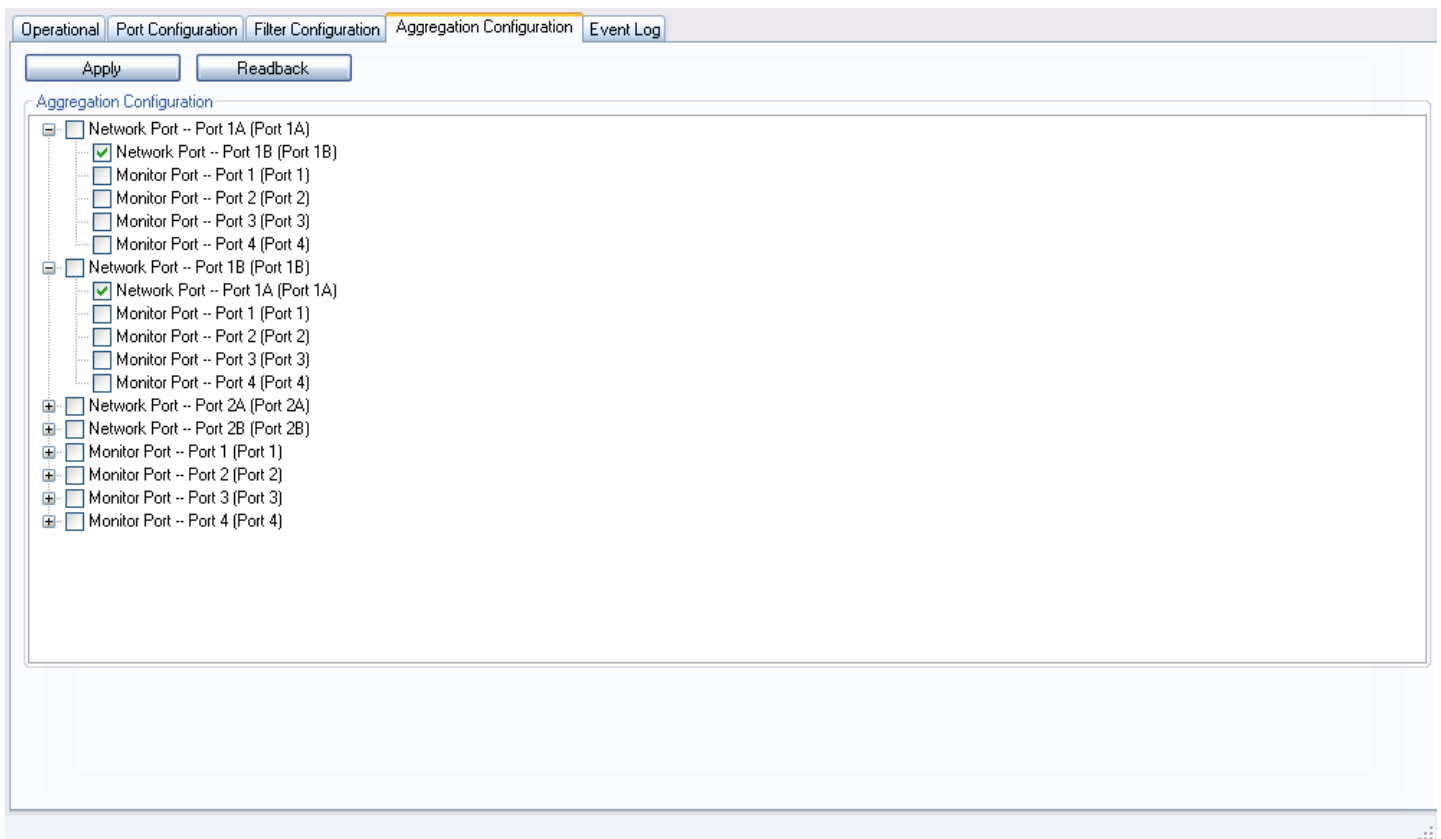 Operational Port Configuration Filter Configuration Aggregation Configuration Event Log
Apply Readback
Aggregation Configuration
Network Port -- Port 1A (Port 1A)
Network Port -- Port 1B (Port 1B)
Monitor Port -- Port 1 (Port 1)
Monitor Port -- Port 2 (Port 2)
Monitor Port -- Port 3 (Port 3)
Monitor Port -- Port 4 (Port 4)
Network Port -- Port 1B (Port 1B)
Network Port -- Port 1A (Port 1A)
Monitor Port -- Port 1 (Port 1)
Monitor Port -- Port 2 (Port 2)
Monitor Port -- Port 3 (Port 3)
Monitor Port -- Port 4 (Port 4)
Network Port -- Port 2A (Port 2A)
Network Port -- Port 2B (Port 2B)
Monitor Port -- Port 1 (Port 1)
Monitor Port -- Port 2 (Port 2)
Monitor Port -- Port 3 (Port 3)
Monitor Port -- Port 4 (Port 4)